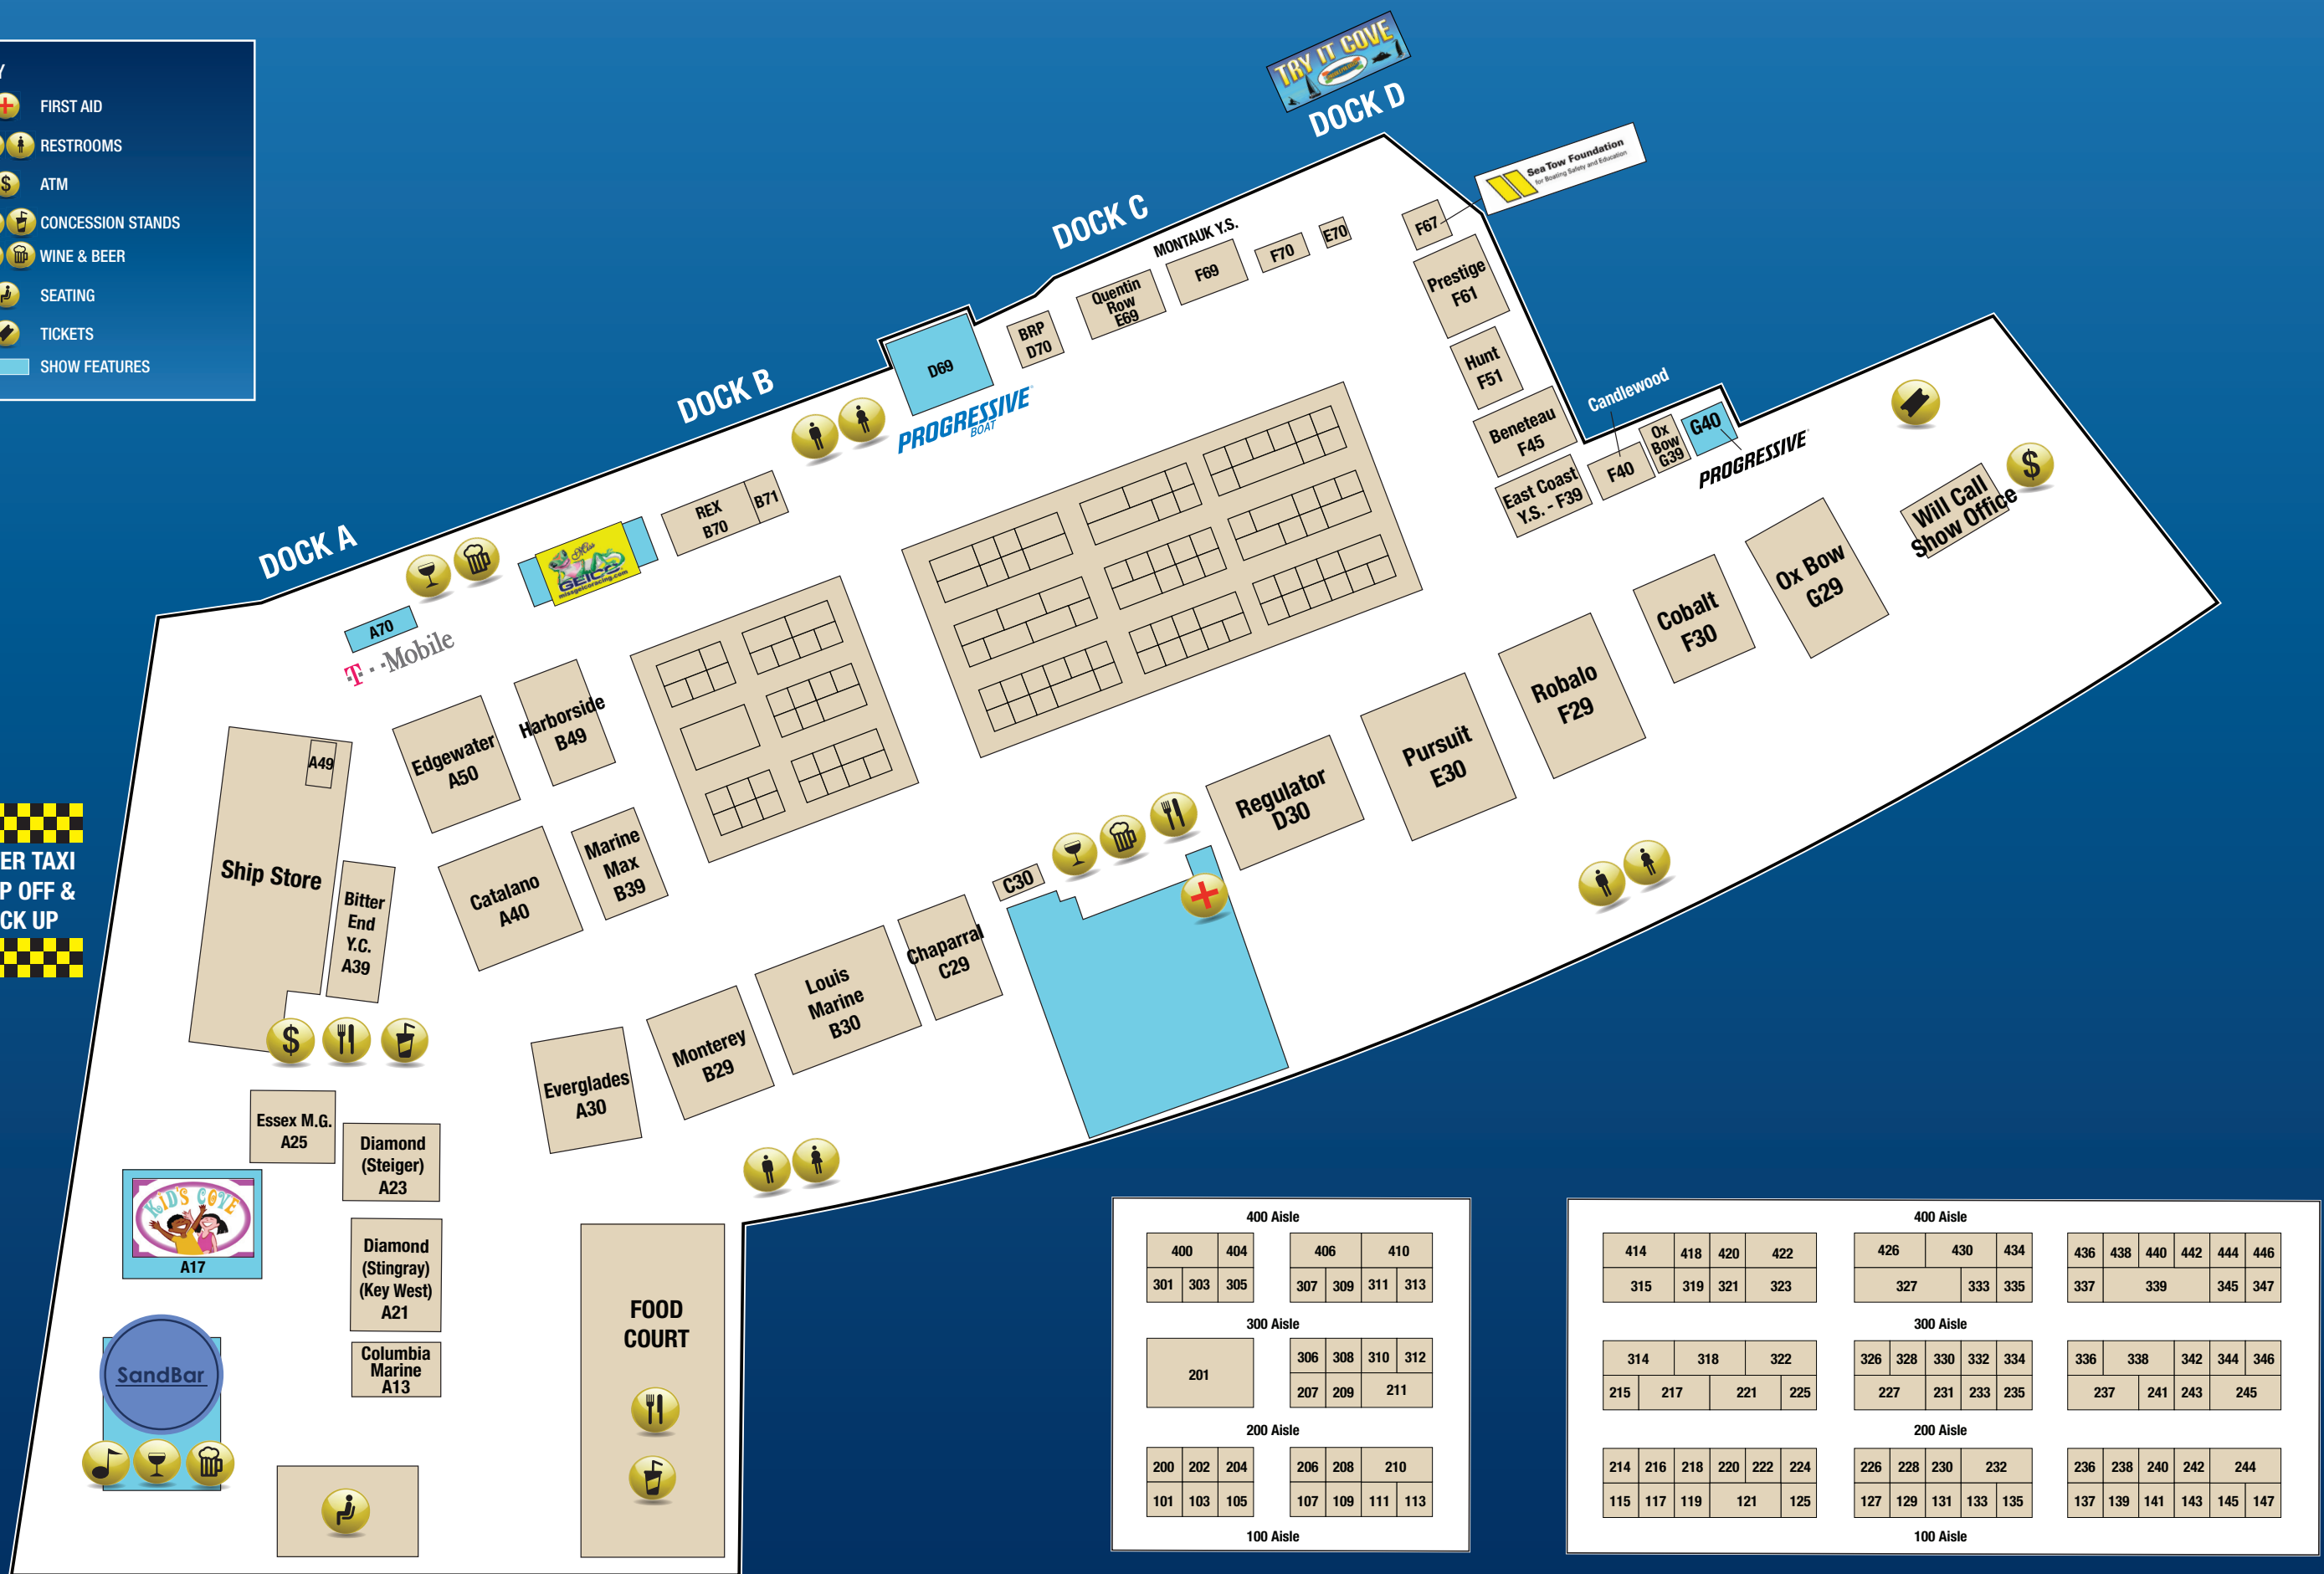 Y
FIRST AID
RESTROOMS
$ ATM
CONCESSION STANDS
WINE & BEER
SEATING
TICKETS
SHOW FEATURES
TRY IT COVE
DOCK D
Sea Tow Foundation
for Boating Safety and Education
DOCK C
MONTAUK Y.S.
F67
E70
F70
F69
Quentin
Row
E69
BRP
D70
Prestige
F61
Hunt
F51
Beneteau
F45
East Coast
Y.S. - F39
Candlewood
F40
Ox
Bow
G39
G40
PROGRESSIVE
$
Will Call
Show Office
D69
PROGRESSIVE
BOAT
DOCK B
REX
B70
B71
DOCK A
Miss
GEICO
missgeicoracing.com
A70
T··Mobile
Harborside
B49
Edgewater
A50
A49
Ship Store
Bitter
End
Y.C.
A39
Catalano
A40
Marine
Max
B39
ER TAXI
P OFF &
CK UP
Ox Bow
G29
Cobalt
F30
Robalo
F29
Pursuit
E30
Regulator
D30
C30
Chaparral
C29
Louis
Marine
B30
Monterey
B29
Everglades
A30
$
Essex M.G.
A25
Diamond
(Steiger)
A23
KID'S COVE
A17
Diamond
(Stingray)
(Key West)
A21
Columbia
Marine
A13
SandBar
FOOD
COURT
400 Aisle
400 404 406 410
301 303 305 307 309 311 313
300 Aisle
201
306 308 310 312
207 209 211
200 Aisle
200 202 204 206 208 210
101 103 105 107 109 111 113
100 Aisle
400 Aisle
414 418 420 422 426 430 434 436 438 440 442 444 446
315 319 321 323 327 333 335 337 339 345 347
300 Aisle
314 318 322 326 328 330 332 334 336 338 342 344 346
215 217 221 225 227 231 233 235 237 241 243 245
200 Aisle
214 216 218 220 222 224 226 228 230 232 236 238 240 242 244
115 117 119 121 125 127 129 131 133 135 137 139 141 143 145 147
100 Aisle